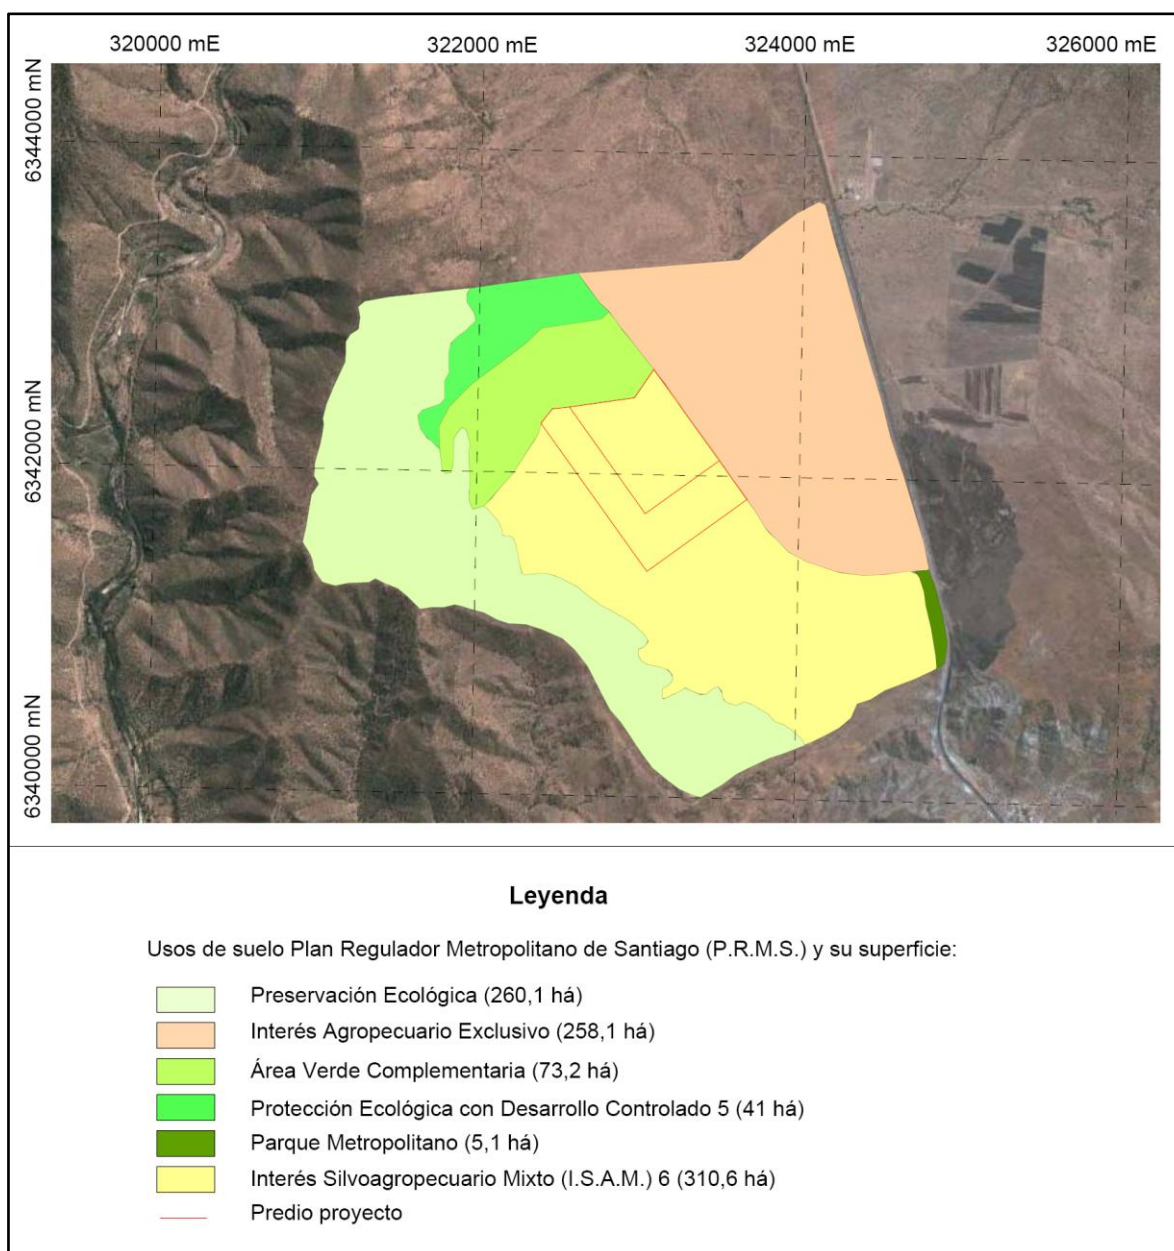 320000 mE 322000 mE 324000 mE 326000 mE
6344000 mN
6342000 mN
6340000 mN
Leyenda
Usos de suelo Plan Regulador Metropolitano de Santiago (P.R.M.S.) y su superficie:
Preservación Ecológica (260,1 há)
Interés Agropecuario Exclusivo (258,1 há)
Área Verde Complementaria (73,2 há)
Protección Ecológica con Desarrollo Controlado 5 (41 há)
Parque Metropolitano (5,1 há)
Interés Silvoagropecuario Mixto (I.S.A.M.) 6 (310,6 há)
Predio proyecto